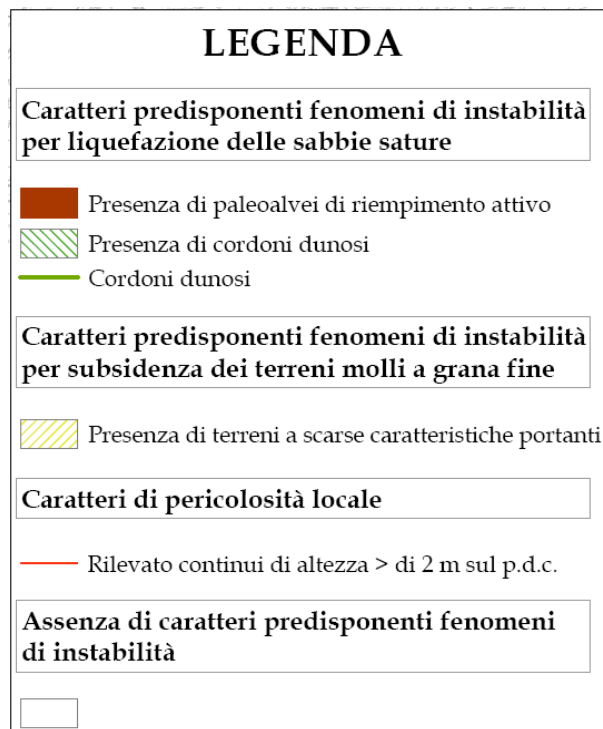 LEGENDA
Caratteri predisponenti fenomeni di instabilità
per liquefazione delle sabbie sature
Presenza di paleoalvei di riempimento attivo
Presenza di cordoni dunosi
Cordoni dunosi
Caratteri predisponenti fenomeni di instabilità
per subsidenza dei terreni molli a grana fine
Presenza di terreni a scarse caratteristiche portanti
Caratteri di pericolosità locale
Rilevato continui di altezza > di 2 m sul p.d.c.
Assenza di caratteri predisponenti fenomeni
di instabilità